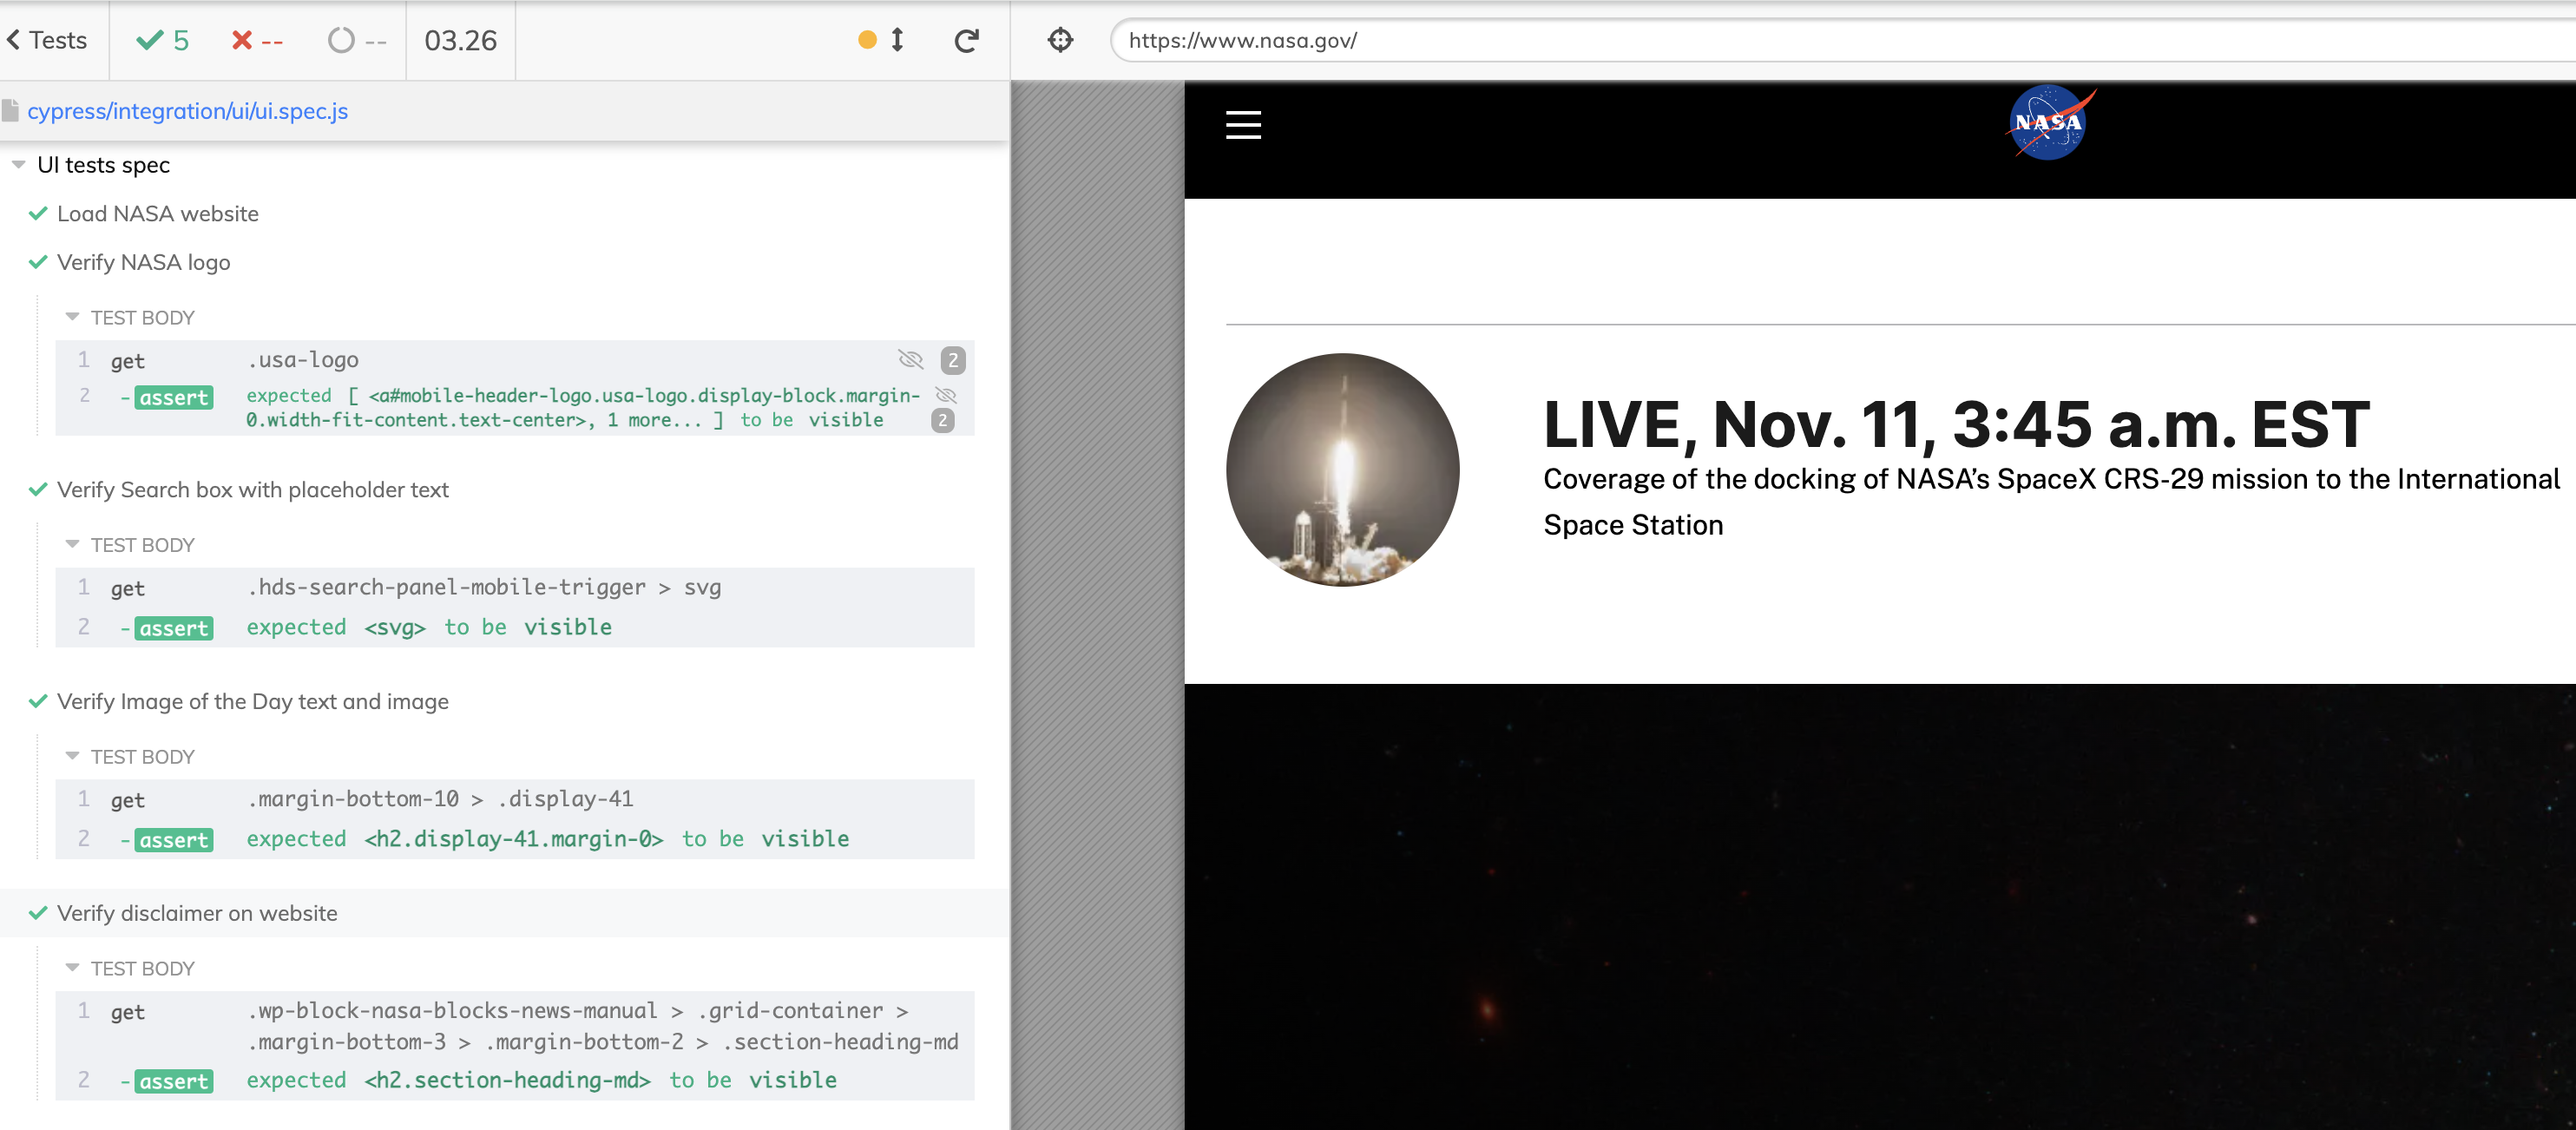 Tests
5
--
--
03.26
https://www.nasa.gov/
cypress/integration/ui/ui.spec.js
UI tests spec
Load NASA website
Verify NASA logo
TEST BODY
1 get .usa-logo 2
2 -assert expected [ <a#mobile-header-logo.usa-logo.display-block.margin-
0.width-fit-content.text-center>, 1 more... ] to be visible 2
Verify Search box with placeholder text
TEST BODY
1 get .hds-search-panel-mobile-trigger > svg
2 -assert expected <svg> to be visible
Verify Image of the Day text and image
TEST BODY
1 get .margin-bottom-10 > .display-41
2 -assert expected <h2.display-41.margin-0> to be visible
Verify disclaimer on website
TEST BODY
1 get .wp-block-nasa-blocks-news-manual > .grid-container >
.margin-bottom-3 > .margin-bottom-2 > .section-heading-md
2 -assert expected <h2.section-heading-md> to be visible
NASA
LIVE, Nov. 11, 3:45 a.m. EST
Coverage of the docking of NASA’s SpaceX CRS-29 mission to the International
Space Station